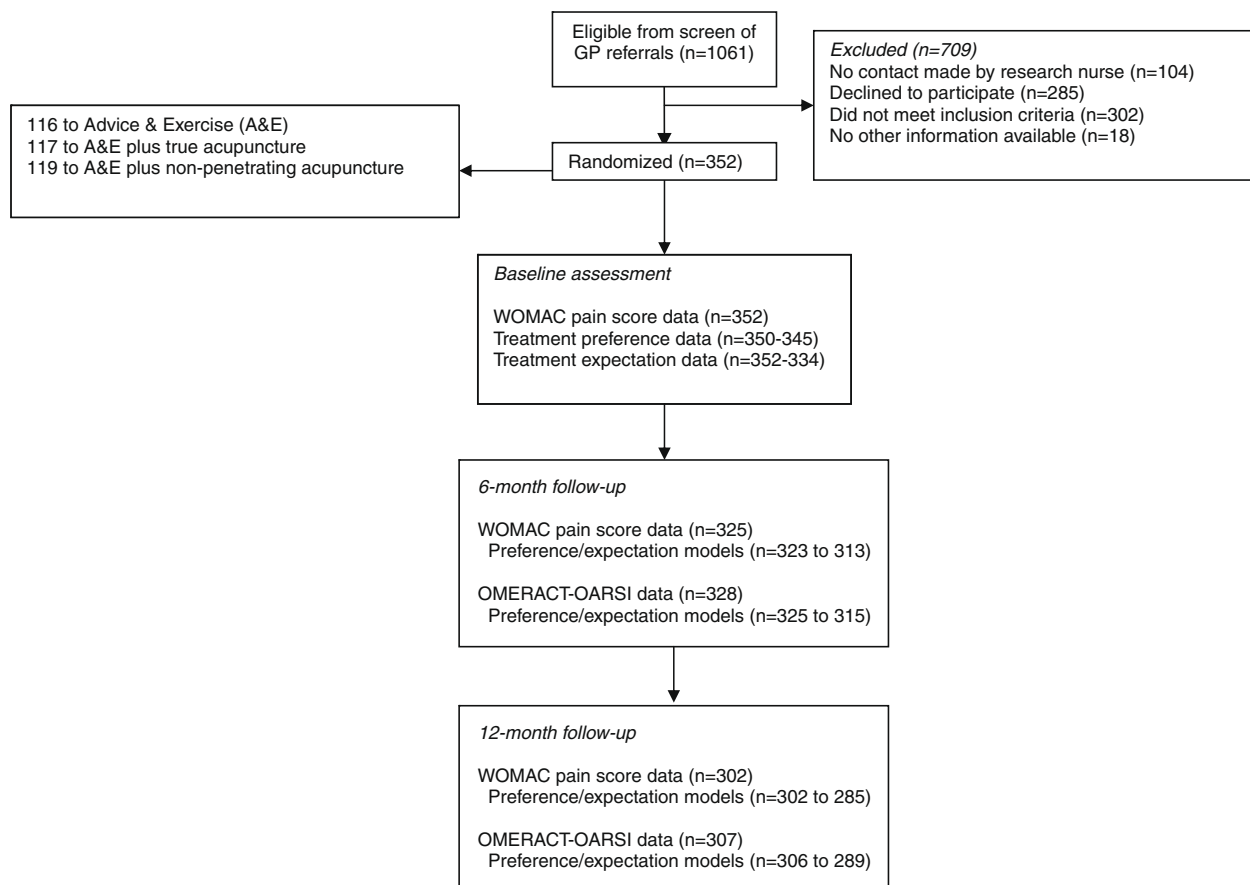 Eligible from screen of
GP referrals (n=1061)
Excluded (n=709)
No contact made by research nurse (n=104)
Declined to participate (n=285)
Did not meet inclusion criteria (n=302)
No other information available (n=18)
116 to Advice & Exercise (A&E)
117 to A&E plus true acupuncture
119 to A&E plus non-penetrating acupuncture
Randomized (n=352)
Baseline assessment
WOMAC pain score data (n=352)
Treatment preference data (n=350-345)
Treatment expectation data (n=352-334)
6-month follow-up
WOMAC pain score data (n=325)
Preference/expectation models (n=323 to 313)
OMERACT-OARSI data (n=328)
Preference/expectation models (n=325 to 315)
12-month follow-up
WOMAC pain score data (n=302)
Preference/expectation models (n=302 to 285)
OMERACT-OARSI data (n=307)
Preference/expectation models (n=306 to 289)